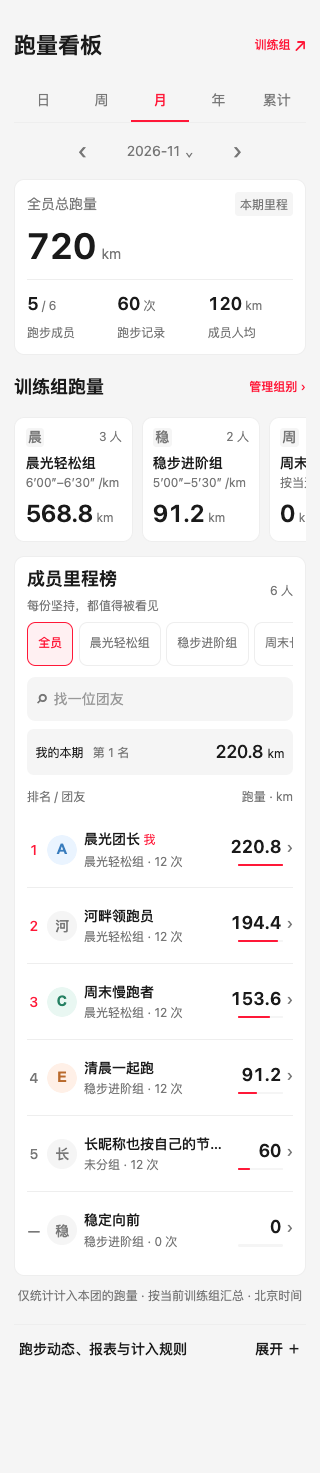 跑量看板
训练组
日 周 月 年 累计
2026-11
全员总跑量 本期里程
720 km
5 / 6 60 次 120 km
跑步成员 跑步记录 成员人均
训练组跑量 管理组别 ›
晨 3 人 稳 2 人 周
晨光轻松组 稳步进阶组 周末
6′00″–6′30″ /km 5′00″–5′30″ /km 按当
568.8 km 91.2 km 0 k
成员里程榜
6 人
每份坚持，都值得被看见
全员 晨光轻松组 稳步进阶组 周末
找一位团友
我的本期 第 1 名 220.8 km
排名 / 团友 跑量 · km
1 A 晨光团长 我 220.8 ›
晨光轻松组 · 12 次
2 河 河畔领跑员 194.4 ›
晨光轻松组 · 12 次
3 C 周末慢跑者 153.6 ›
晨光轻松组 · 12 次
4 E 清晨一起跑 91.2 ›
稳步进阶组 · 12 次
5 长 长昵称也按自己的节... 60 ›
未分组 · 12 次
— 稳 稳定向前 0 ›
稳步进阶组 · 0 次
仅统计计入本团的跑量 · 按当前训练组汇总 · 北京时间
跑步动态、报表与计入规则 展开 +